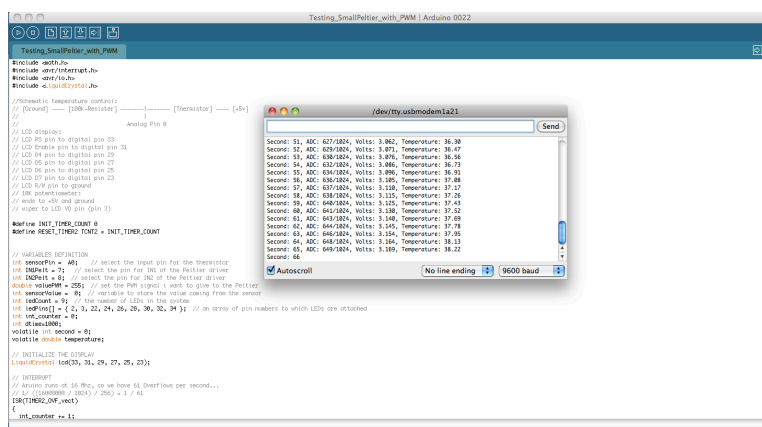 Testing_SmallPeltier_with_PWM | Arduino 0022
Testing_SmallPeltier_with_PWM
#include <math.h>
#include <avr/interrupt.h>
#include <avr/io.h>
#include <LiquidCrystal.h>
//Schematic temperature control:
// [Ground] ---- [100k-Resister] -------|------- [Thermistor] ---- [+5v]
// |
// Analog Pin 0
// LCD display:
// LCD RS pin to digital pin 33
// LCD Enable pin to digital pin 31
// LCD D4 pin to digital pin 29
// LCD D5 pin to digital pin 27
// LCD D6 pin to digital pin 25
// LCD D7 pin to digital pin 23
// LCD R/W pin to ground
// 10K potentiometer:
// ends to +5V and ground
// wiper to LCD VO pin (pin 3)
#define INIT_TIMER_COUNT 0
#define RESET_TIMER2 TCNT2 = INIT_TIMER_COUNT
// VARIABLES DEFINITION
int sensorPin = A0; // select the input pin for the thermistor
int IN1Pelt = 7; // select the pin for IN1 of the Peltier driver
int IN2Pelt = 8; // select the pin for IN2 of the Peltier driver
double valuePWM = 255; // set the PWM signal i want to give to the Peltier
int sensorValue = 0; // variable to store the value coming from the sensor
int ledCount = 9; // the number of LEDs in the system
int ledPins[] = { 2, 3, 22, 24, 26, 28, 30, 32, 34 }; // an array of pin numbers to which LEDs are attached
int int_counter = 0;
int dtime=1000;
volatile int second = 0;
volatile double temperature;
// INITIALIZE THE DISPLAY
LiquidCrystal lcd(33, 31, 29, 27, 25, 23);
// INTERRUPT
// Aruino runs at 16 Mhz, so we have 61 Overflows per second...
// 1/ ((16000000 / 1024) / 256) = 1 / 61
ISR(TIMER2_OVF_vect)
{
int_counter += 1;
/dev/tty.usbmodem1a21
Send
Second: 51, ADC: 627/1024, Volts: 3.062, Temperature: 36.30
Second: 52, ADC: 629/1024, Volts: 3.071, Temperature: 36.47
Second: 53, ADC: 630/1024, Volts: 3.076, Temperature: 36.56
Second: 54, ADC: 632/1024, Volts: 3.086, Temperature: 36.73
Second: 55, ADC: 634/1024, Volts: 3.096, Temperature: 36.91
Second: 56, ADC: 636/1024, Volts: 3.105, Temperature: 37.08
Second: 57, ADC: 637/1024, Volts: 3.110, Temperature: 37.17
Second: 58, ADC: 638/1024, Volts: 3.115, Temperature: 37.26
Second: 59, ADC: 640/1024, Volts: 3.125, Temperature: 37.43
Second: 60, ADC: 641/1024, Volts: 3.130, Temperature: 37.52
Second: 61, ADC: 643/1024, Volts: 3.140, Temperature: 37.69
Second: 62, ADC: 644/1024, Volts: 3.145, Temperature: 37.78
Second: 63, ADC: 646/1024, Volts: 3.154, Temperature: 37.95
Second: 64, ADC: 648/1024, Volts: 3.164, Temperature: 38.13
Second: 65, ADC: 649/1024, Volts: 3.169, Temperature: 38.22
Second: 66
Autoscroll
No line ending
9600 baud